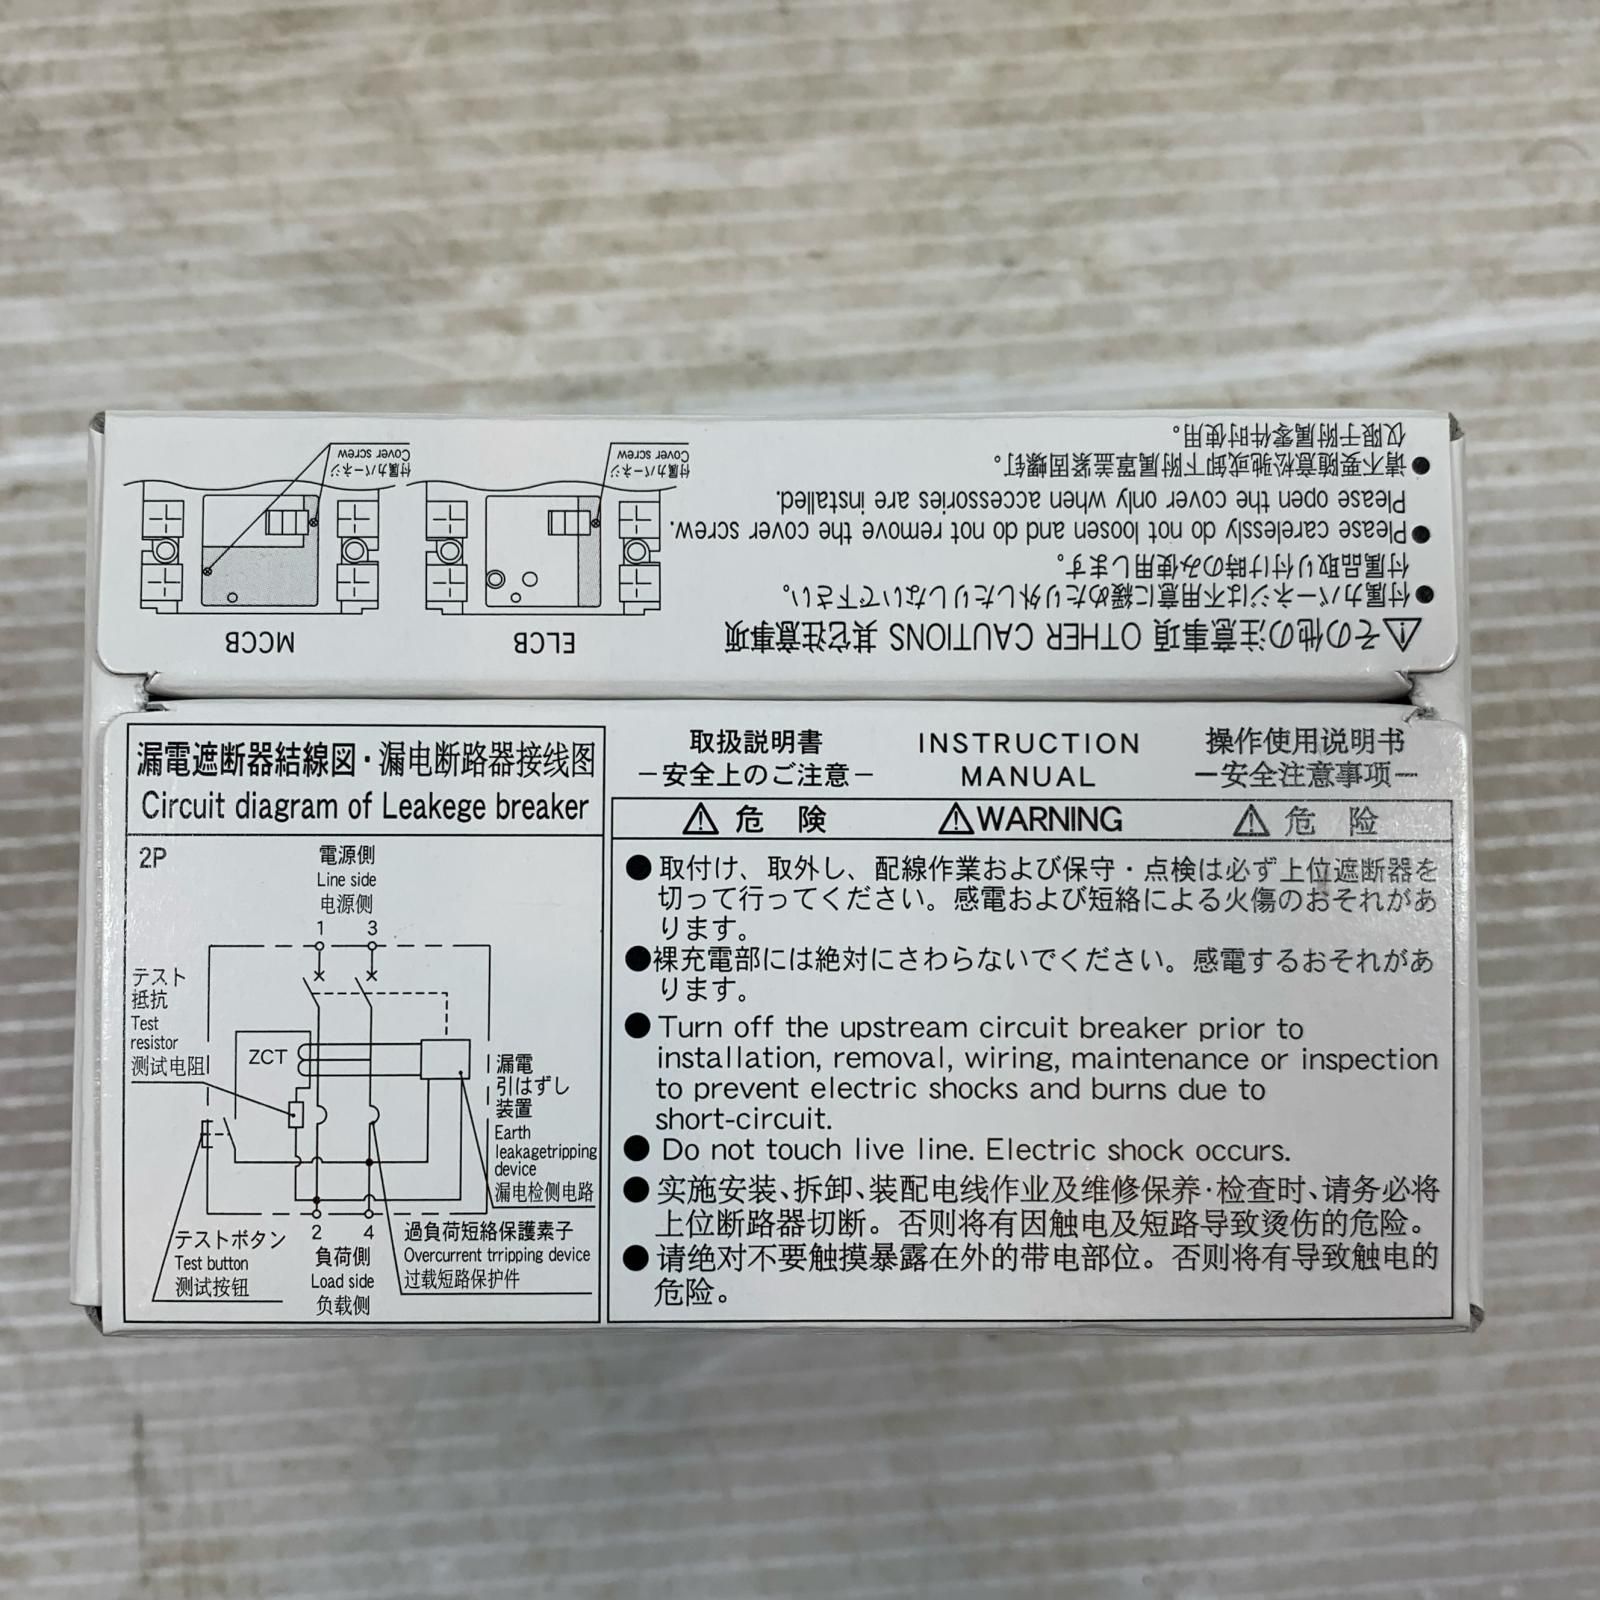 ⚠その他の注意事項 OTHER CAUTIONS 其它注意事项
●付属カバーネジは不用意に緩めたり外したりしないで下さい。
付属品取り付け時のみ使用します。
●Please carelessly do not loosen and do not remove the cover screw.
Please open the cover only when accessories are installed.
●请不要随意松驰或卸下附属罩盖紧固螺钉。
仅限于附属零件时使用。
ELCB
付属カバーネジ
Cover screw
MCCB
付属カバーネジ
Cover screw
漏電遮断器結線図・漏电断路器接线图
Circuit diagram of Leakege breaker
2P
電源側
Line side
电源侧
1 3
テスト
抵抗
Test
resistor
测试电阻
ZCT
漏電
引はずし
装置
Earth
leakagetripping
device
漏电检侧电路
テストボタン
Test button
测试按钮
2 4
負荷側
Load side
负载侧
過負荷短絡保護素子
Overcurrent trripping device
过载短路保护件
取扱説明書
－安全上のご注意－
INSTRUCTION
MANUAL
操作使用说明书
－安全注意事项－
⚠ 危 険
⚠WARNING
⚠ 危 险
●取付け、取外し、配線作業および保守・点検は必ず上位遮断器を
切って行ってください。感電および短絡による火傷のおそれがあ
ります。
●裸充電部には絶対にさわらないでください。感電するおそれがあ
ります。
●Turn off the upstream circuit breaker prior to
installation, removal, wiring, maintenance or inspection
to prevent electric shocks and burns due to
short-circuit.
●Do not touch live line. Electric shock occurs.
●实施安装、拆卸、装配电线作业及维修保养·检查时、请务必将
上位断路器切断。否则将有因触电及短路导致烫伤的危险。
●请绝对不要触摸暴露在外的带电部位。否则将有导致触电的
危险。